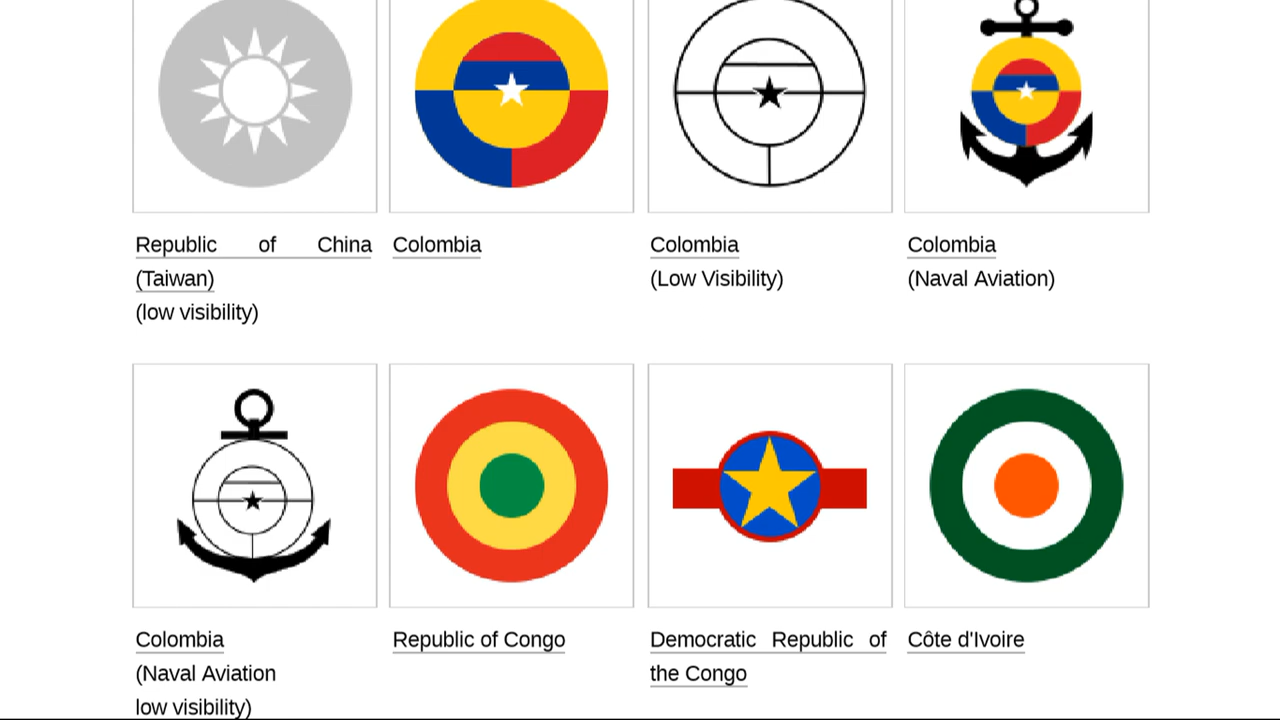 Republic of China
(Taiwan)
(low visibility)
Colombia
Colombia
(Low Visibility)
Colombia
(Naval Aviation)
Colombia
(Naval Aviation
low visibility)
Republic of Congo
Democratic Republic of
the Congo
Côte d'Ivoire